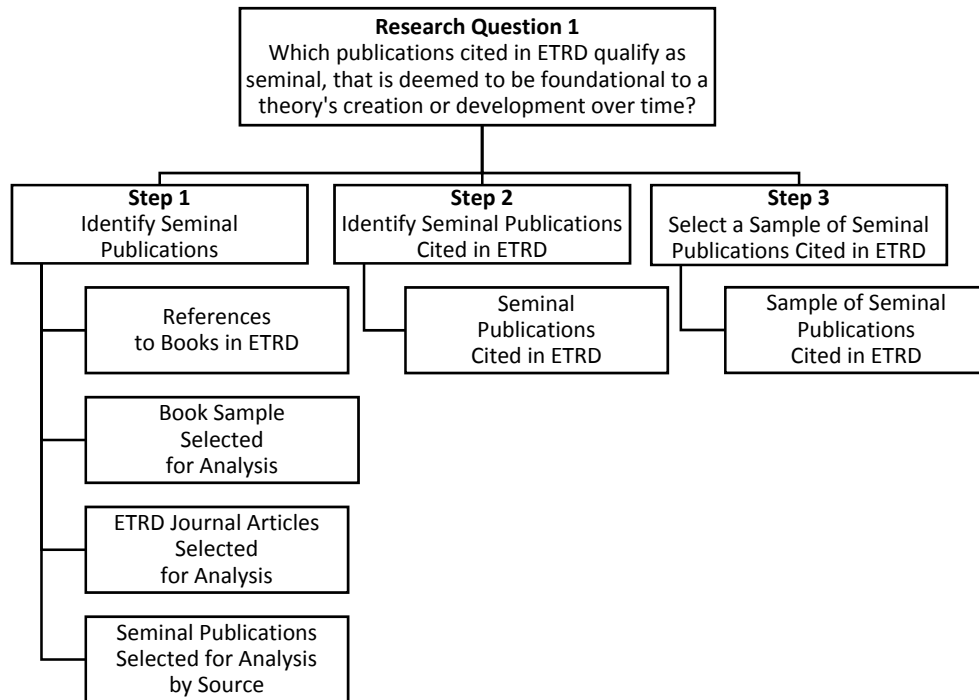 Research Question 1
Which publications cited in ETRD qualify as
seminal, that is deemed to be foundational to a
theory's creation or development over time?
Step 1
Identify Seminal
Publications
References
to Books in ETRD
Book Sample
Selected
for Analysis
ETRD Journal Articles
Selected
for Analysis
Seminal Publications
Selected for Analysis
by Source
Step 2
Identify Seminal Publications
Cited in ETRD
Seminal
Publications
Cited in ETRD
Step 3
Select a Sample of Seminal
Publications Cited in ETRD
Sample of Seminal
Publications
Cited in ETRD